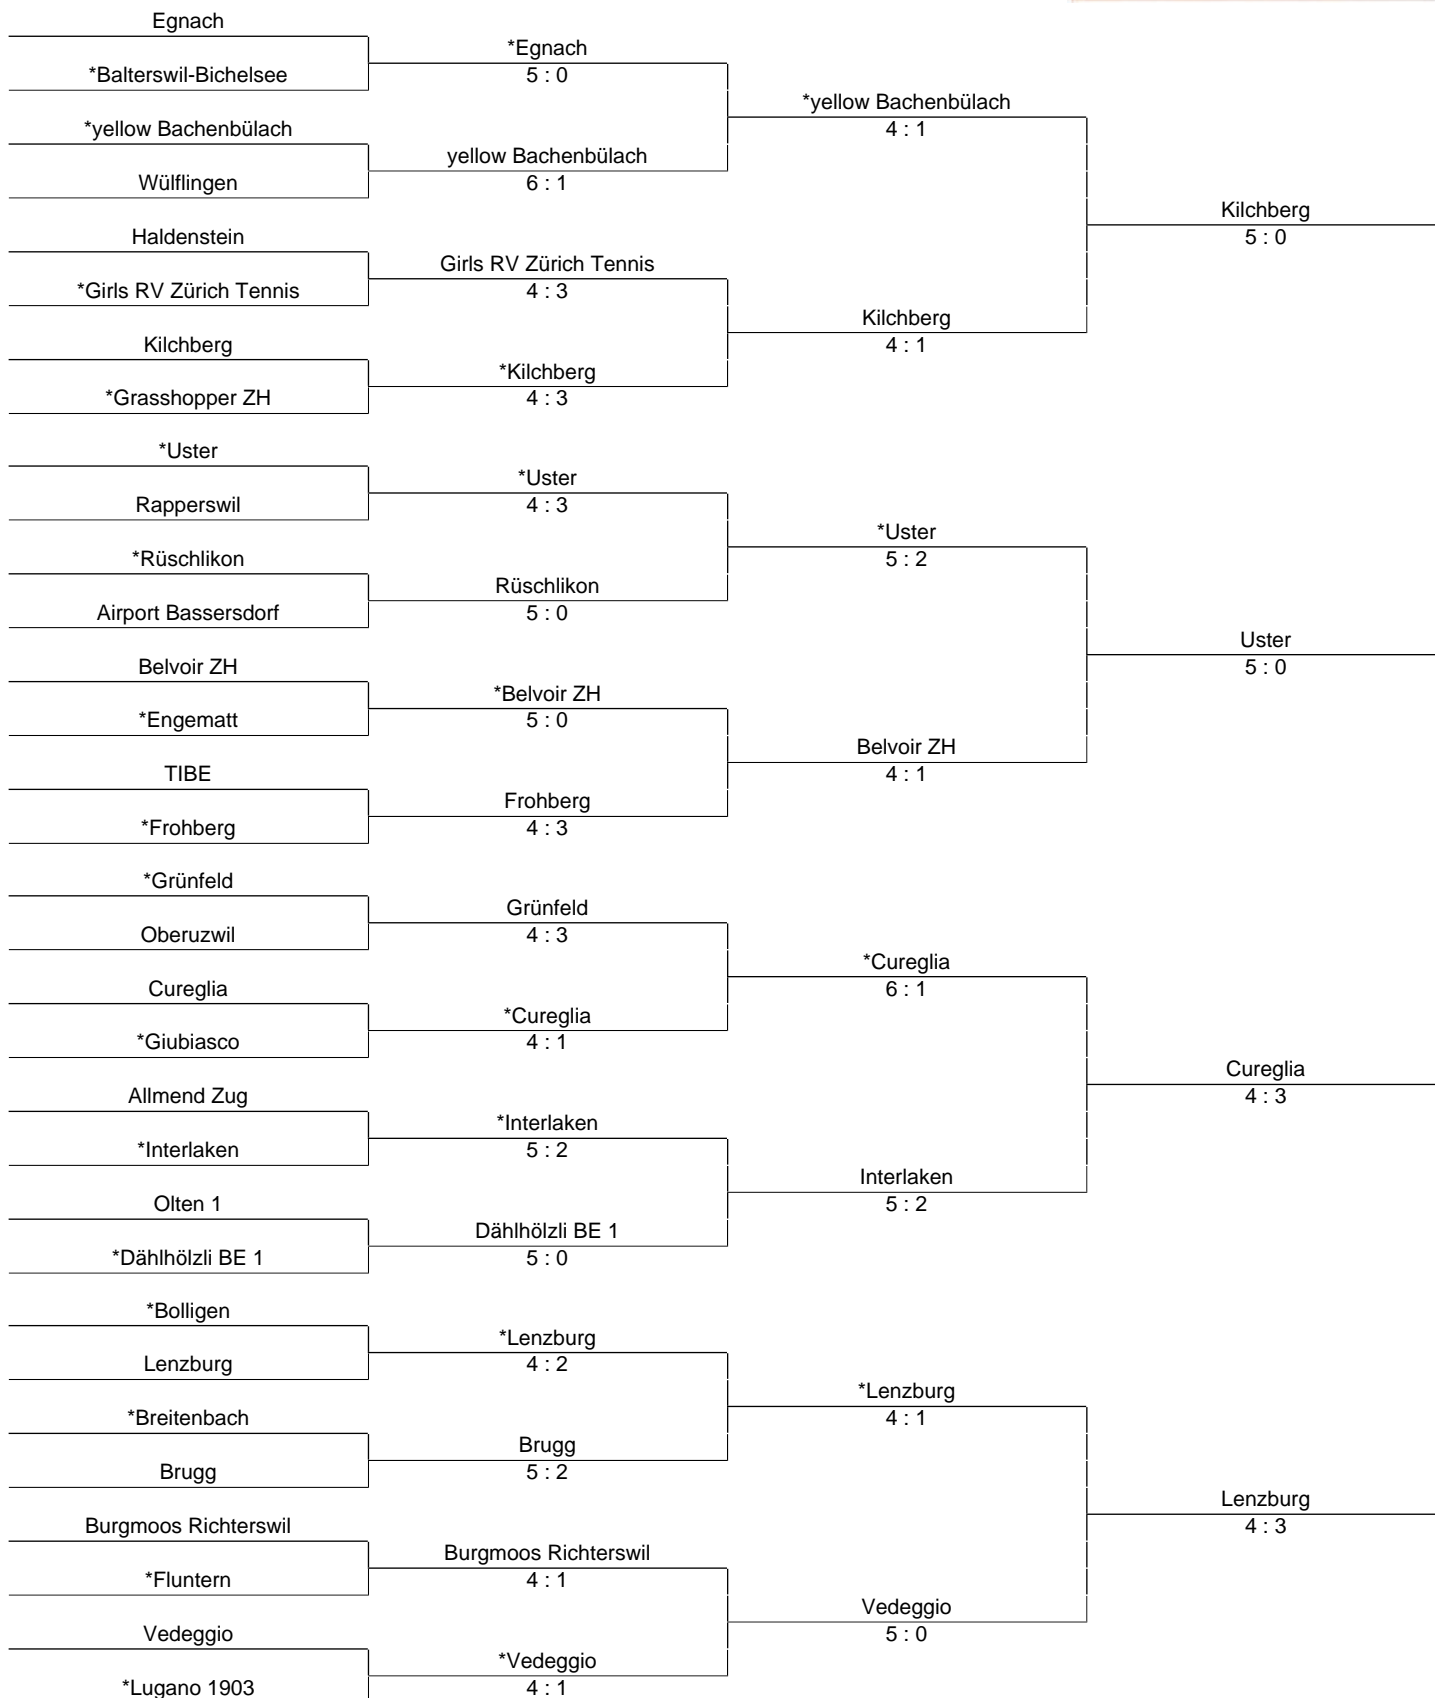 Egnach
*Balterswil-Bichelsee
*yellow Bachenbülach
Wülflingen
Haldenstein
*Girls RV Zürich Tennis
Kilchberg
*Grasshopper ZH
*Uster
Rapperswil
*Rüschlikon
Airport Bassersdorf
Belvoir ZH
*Engematt
TIBE
*Frohberg
*Grünfeld
Oberuzwil
Cureglia
*Giubiasco
Allmend Zug
*Interlaken
Olten 1
*Dählhölzli BE 1
*Bolligen
Lenzburg
*Breitenbach
Brugg
Burgmoos Richterswil
*Fluntern
Vedeggio
*Lugano 1903
*Egnach
5 : 0
yellow Bachenbülach
6 : 1
Girls RV Zürich Tennis
4 : 3
*Kilchberg
4 : 3
*Uster
4 : 3
Rüschlikon
5 : 0
*Belvoir ZH
5 : 0
Frohberg
4 : 3
Grünfeld
4 : 3
*Cureglia
4 : 1
*Interlaken
5 : 2
Dählhölzli BE 1
5 : 0
*Lenzburg
4 : 2
Brugg
5 : 2
Burgmoos Richterswil
4 : 1
*Vedeggio
4 : 1
*yellow Bachenbülach
4 : 1
Kilchberg
4 : 1
*Uster
5 : 2
Belvoir ZH
4 : 1
*Cureglia
6 : 1
Interlaken
5 : 2
*Lenzburg
4 : 1
Vedeggio
5 : 0
Kilchberg
5 : 0
Uster
5 : 0
Cureglia
4 : 3
Lenzburg
4 : 3